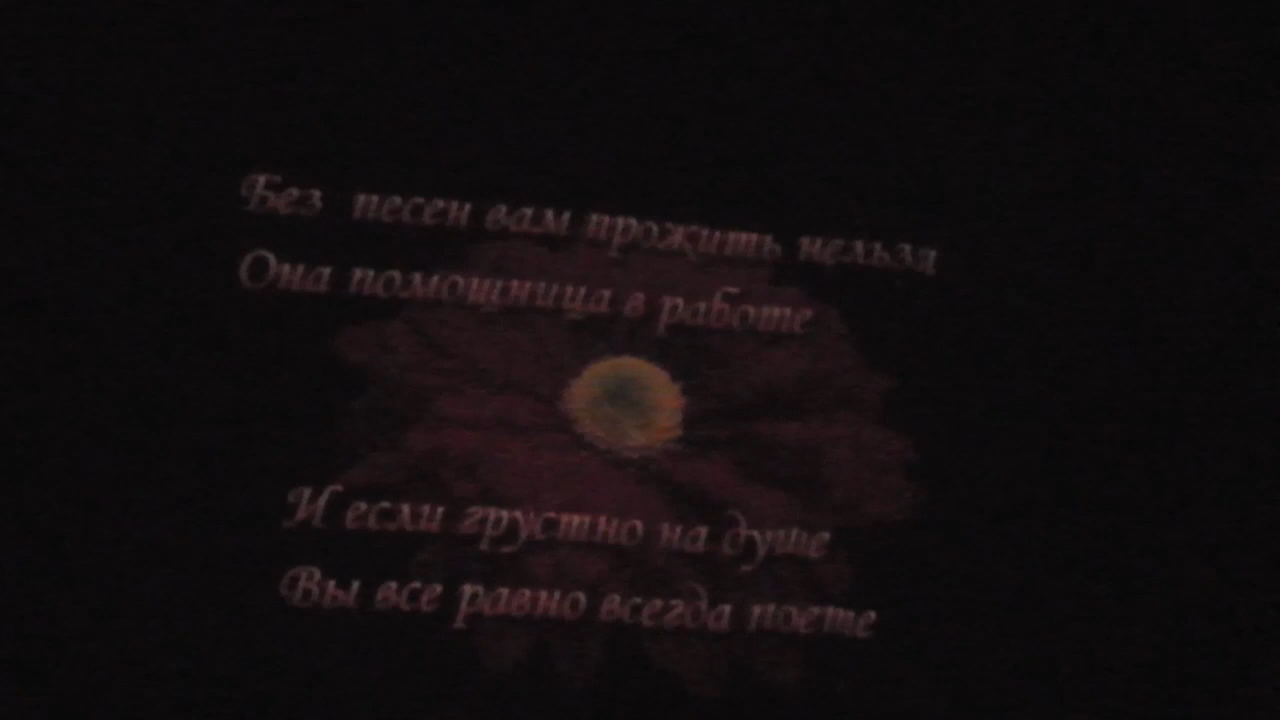 Без песен вам прожить нельзя
Она помощница в работе
И если грустно на душе
Вы все равно всегда поете